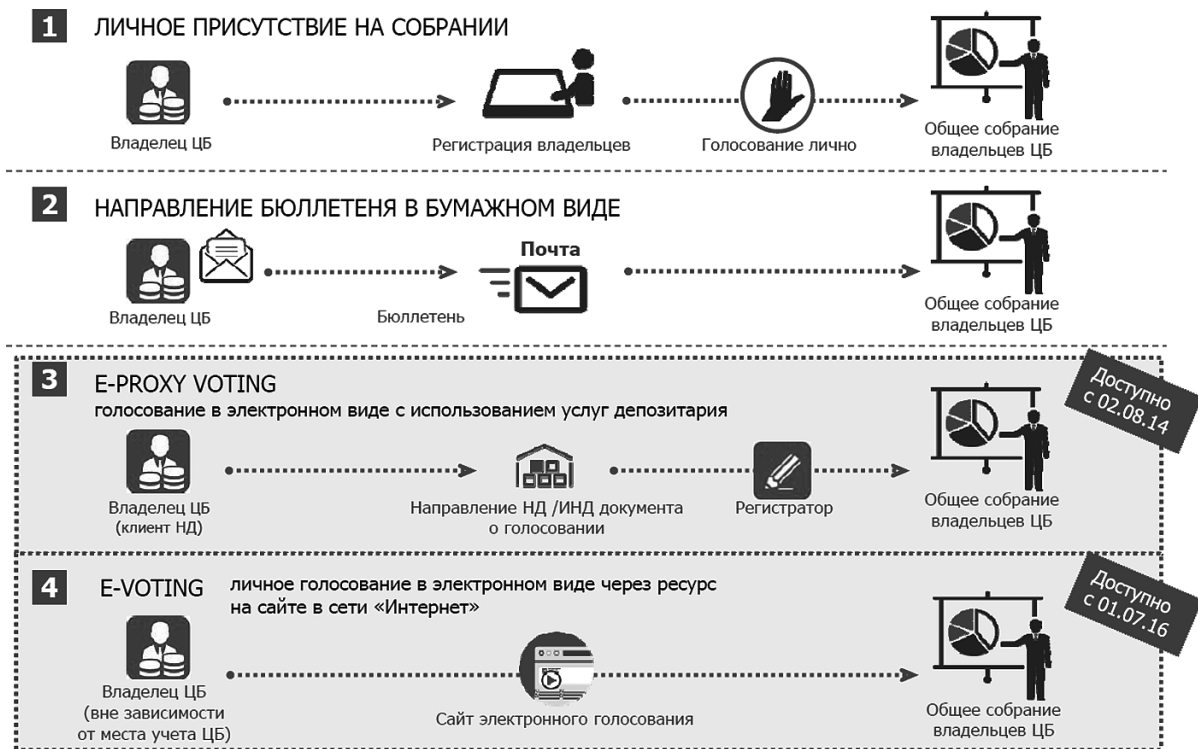 1 ЛИЧНОЕ ПРИСУТСТВИЕ НА СОБРАНИИ
Владелец ЦБ
Регистрация владельцев
Голосование лично
Общее собрание
владельцев ЦБ
2 НАПРАВЛЕНИЕ БЮЛЛЕТЕНЯ В БУМАЖНОМ ВИДЕ
Владелец ЦБ
Бюллетень
Почта
Общее собрание
владельцев ЦБ
3 E-PROXY VOTING
голосование в электронном виде с использованием услуг депозитария
Доступно
с 02.08.14
Владелец ЦБ
(клиент НД)
Направление НД /ИНД документа
о голосовании
Регистратор
Общее собрание
владельцев ЦБ
4 E-VOTING личное голосование в электронном виде через ресурс
на сайте в сети «Интернет»
Доступно
с 01.07.16
Владелец ЦБ
(вне зависимости
от места учета ЦБ)
Сайт электронного голосования
Общее собрание
владельцев ЦБ